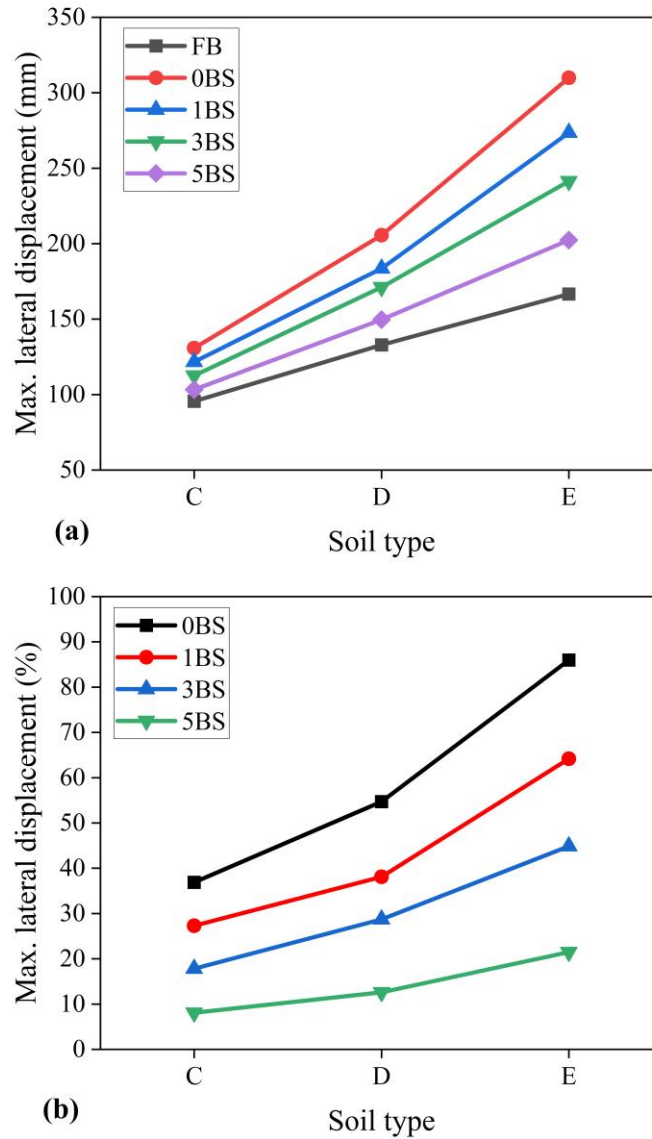 350
300
250
200
150
100
50
Max. lateral displacement (mm)
FB
0BS
1BS
3BS
5BS
C D E
Soil type
(a)
100
90
80
70
60
50
40
30
20
10
0
Max. lateral displacement (%)
0BS
1BS
3BS
5BS
C D E
Soil type
(b)